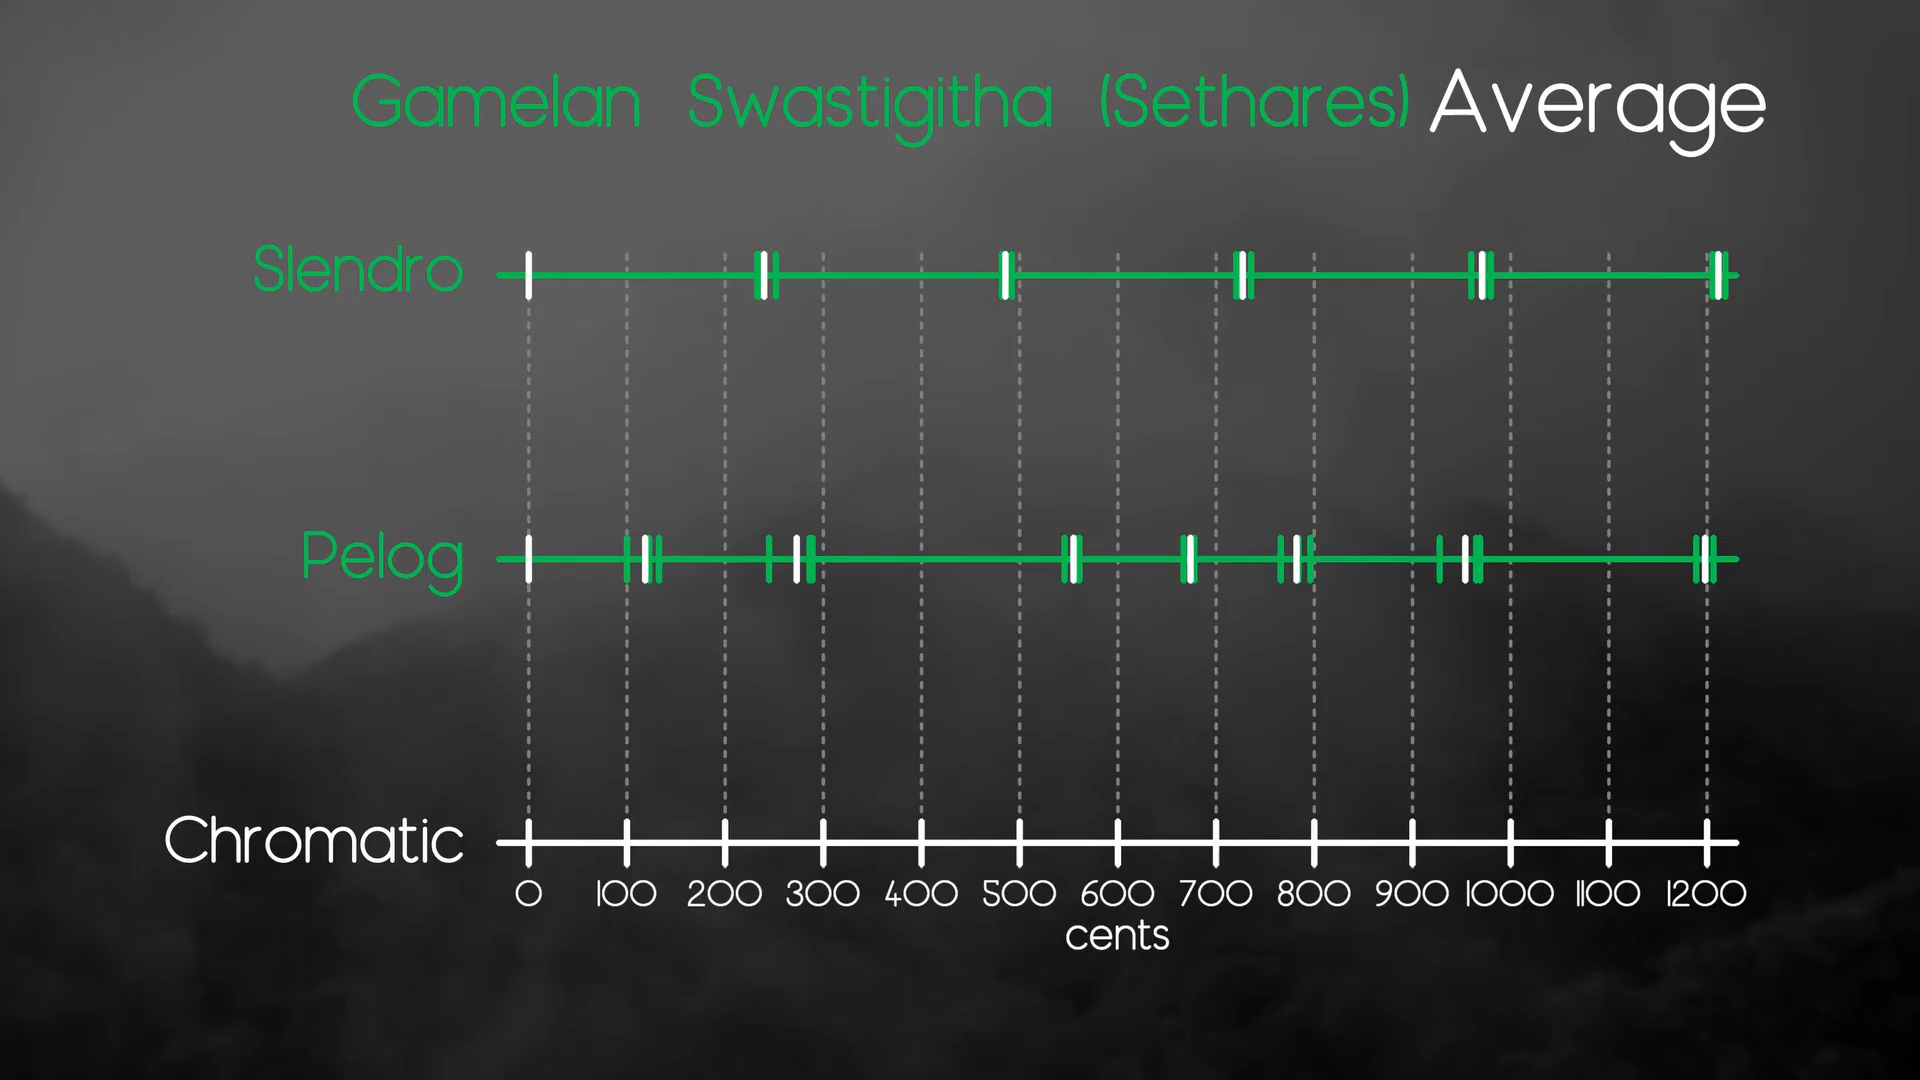 Gamelan Swastigitha (Sethares) Average
Slendro
Pelog
Chromatic
0 100 200 300 400 500 600 700 800 900 1000 1100 1200
cents